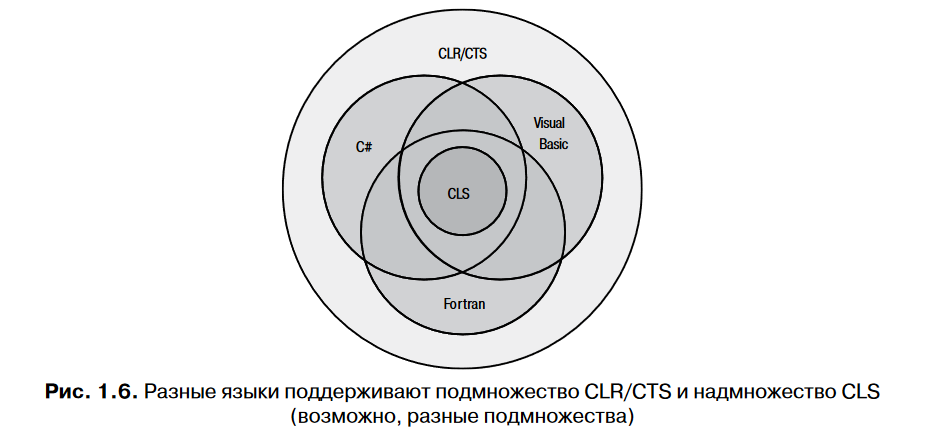 CLR/CTS
Visual
Basic
C#
CLS
Fortran
Рис. 1.6. Разные языки поддерживают подмножество CLR/CTS и надмножество CLS
(возможно, разные подмножества)